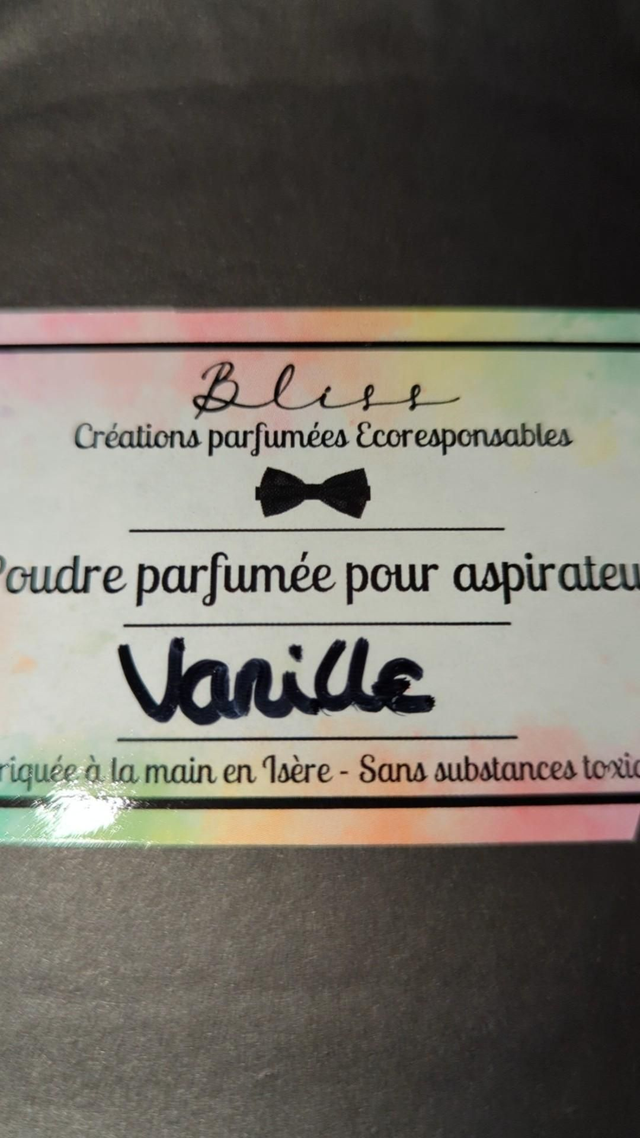 Bliss
Créations parfumées Ecoresponsables
Poudre parfumée pour aspirateu
Vanille
riquée à la main en Isère - Sans substances toxic